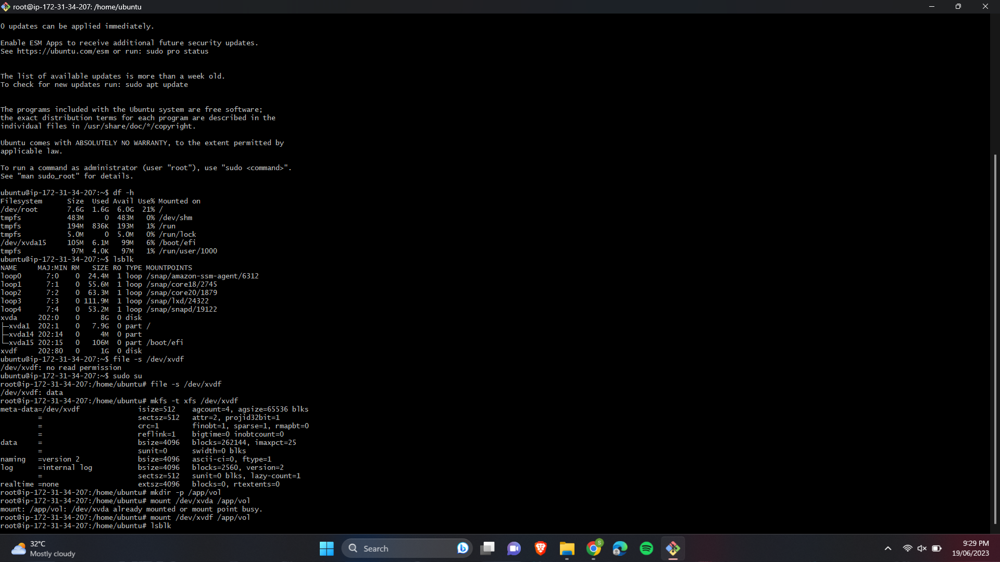 root@ip-172-31-34-207: /home/ubuntu
0 updates can be applied immediately.
Enable ESM Apps to receive additional future security updates.
See https://ubuntu.com/esm or run: sudo pro status
The list of available updates is more than a week old.
To check for new updates run: sudo apt update
The programs included with the Ubuntu system are free software;
the exact distribution terms for each program are described in the
individual files in /usr/share/doc/*/copyright.
Ubuntu comes with ABSOLUTELY NO WARRANTY, to the extent permitted by
applicable law.
To run a command as administrator (user "root"), use "sudo <command>".
See "man sudo_root" for details.
ubuntu@ip-172-31-34-207:~$ df -h
Filesystem      Size  Used Avail Use% Mounted on
/dev/root       7.6G  1.6G  6.0G  21% /
tmpfs           483M     0  483M   0% /dev/shm
tmpfs           194M  836K  193M   1% /run
tmpfs           5.0M     0  5.0M   0% /run/lock
/dev/xvda15     105M  6.1M   99M   6% /boot/efi
tmpfs            97M  4.0K   97M   1% /run/user/1000
ubuntu@ip-172-31-34-207:~$ lsblk
NAME     MAJ:MIN RM   SIZE RO TYPE MOUNTPOINTS
loop0      7:0    0  24.4M  1 loop /snap/amazon-ssm-agent/6312
loop1      7:1    0  55.6M  1 loop /snap/core18/2745
loop2      7:2    0  63.3M  1 loop /snap/core20/1879
loop3      7:3    0 111.9M  1 loop /snap/lxd/24322
loop4      7:4    0  53.2M  1 loop /snap/snapd/19122
xvda     202:0    0     8G  0 disk
├─xvda1  202:1    0   7.9G  0 part /
├─xvda14 202:14   0     4M  0 part
└─xvda15 202:15   0   106M  0 part /boot/efi
xvdf     202:80   0     1G  0 disk
ubuntu@ip-172-31-34-207:~$ file -s /dev/xvdf
/dev/xvdf: no read permission
ubuntu@ip-172-31-34-207:~$ sudo su
root@ip-172-31-34-207:/home/ubuntu# file -s /dev/xvdf
/dev/xvdf: data
root@ip-172-31-34-207:/home/ubuntu# mkfs -t xfs /dev/xvdf
meta-data=/dev/xvdf              isize=512    agcount=4, agsize=65536 blks
         =                       sectsz=512   attr=2, projid32bit=1
         =                       crc=1        finobt=1, sparse=1, rmapbt=0
         =                       reflink=1    bigtime=0 inobtcount=0
data     =                       bsize=4096   blocks=262144, imaxpct=25
         =                       sunit=0      swidth=0 blks
naming   =version 2              bsize=4096   ascii-ci=0, ftype=1
log      =internal log           bsize=4096   blocks=2560, version=2
         =                       sectsz=512   sunit=0 blks, lazy-count=1
realtime =none                   extsz=4096   blocks=0, rtextents=0
root@ip-172-31-34-207:/home/ubuntu# mkdir -p /app/vol
root@ip-172-31-34-207:/home/ubuntu# mount /dev/xvda /app/vol
mount: /app/vol: /dev/xvda already mounted or mount point busy.
root@ip-172-31-34-207:/home/ubuntu# mount /dev/xvdf /app/vol
root@ip-172-31-34-207:/home/ubuntu# lsblk
32°C
Mostly cloudy
Search
S
9:29 PM
19/06/2023